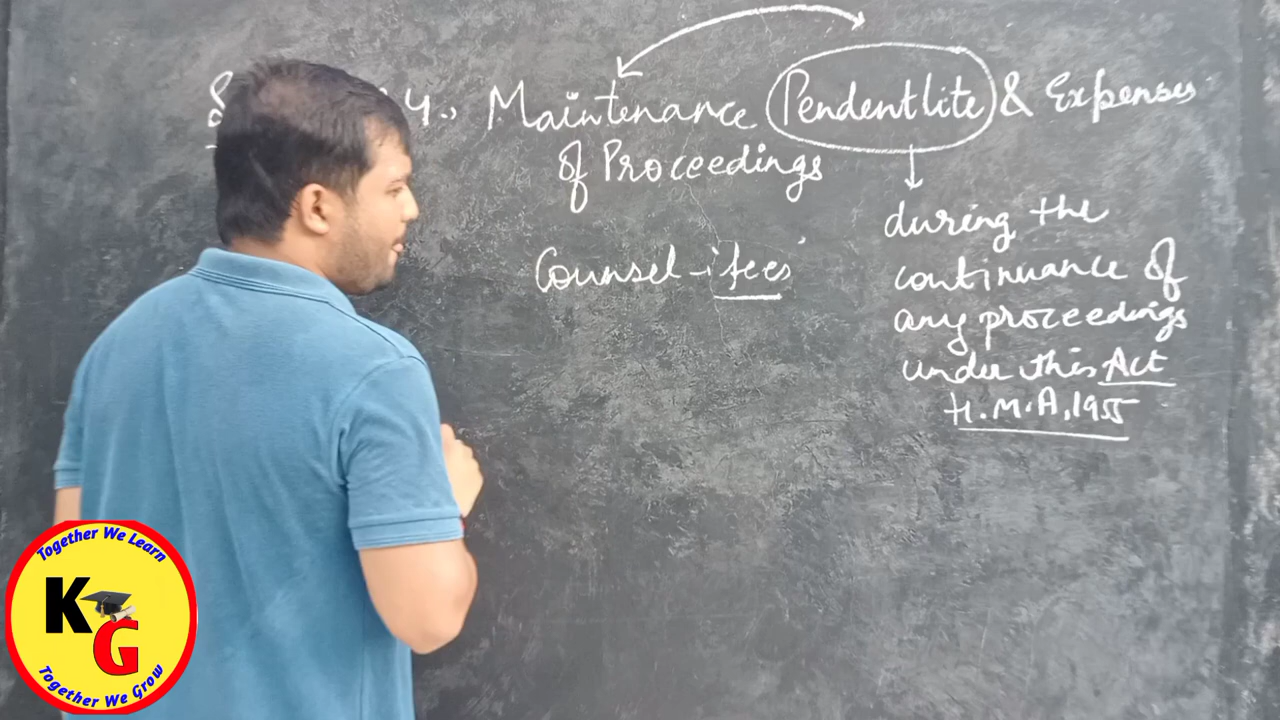 4., Maintenance Pendentlite & Expenses
of Proceedings
Counsel - fees
during the
continuance of
any proceedings
under this Act
H.M.A, 1955
Together We Learn
KG
Together We Grow